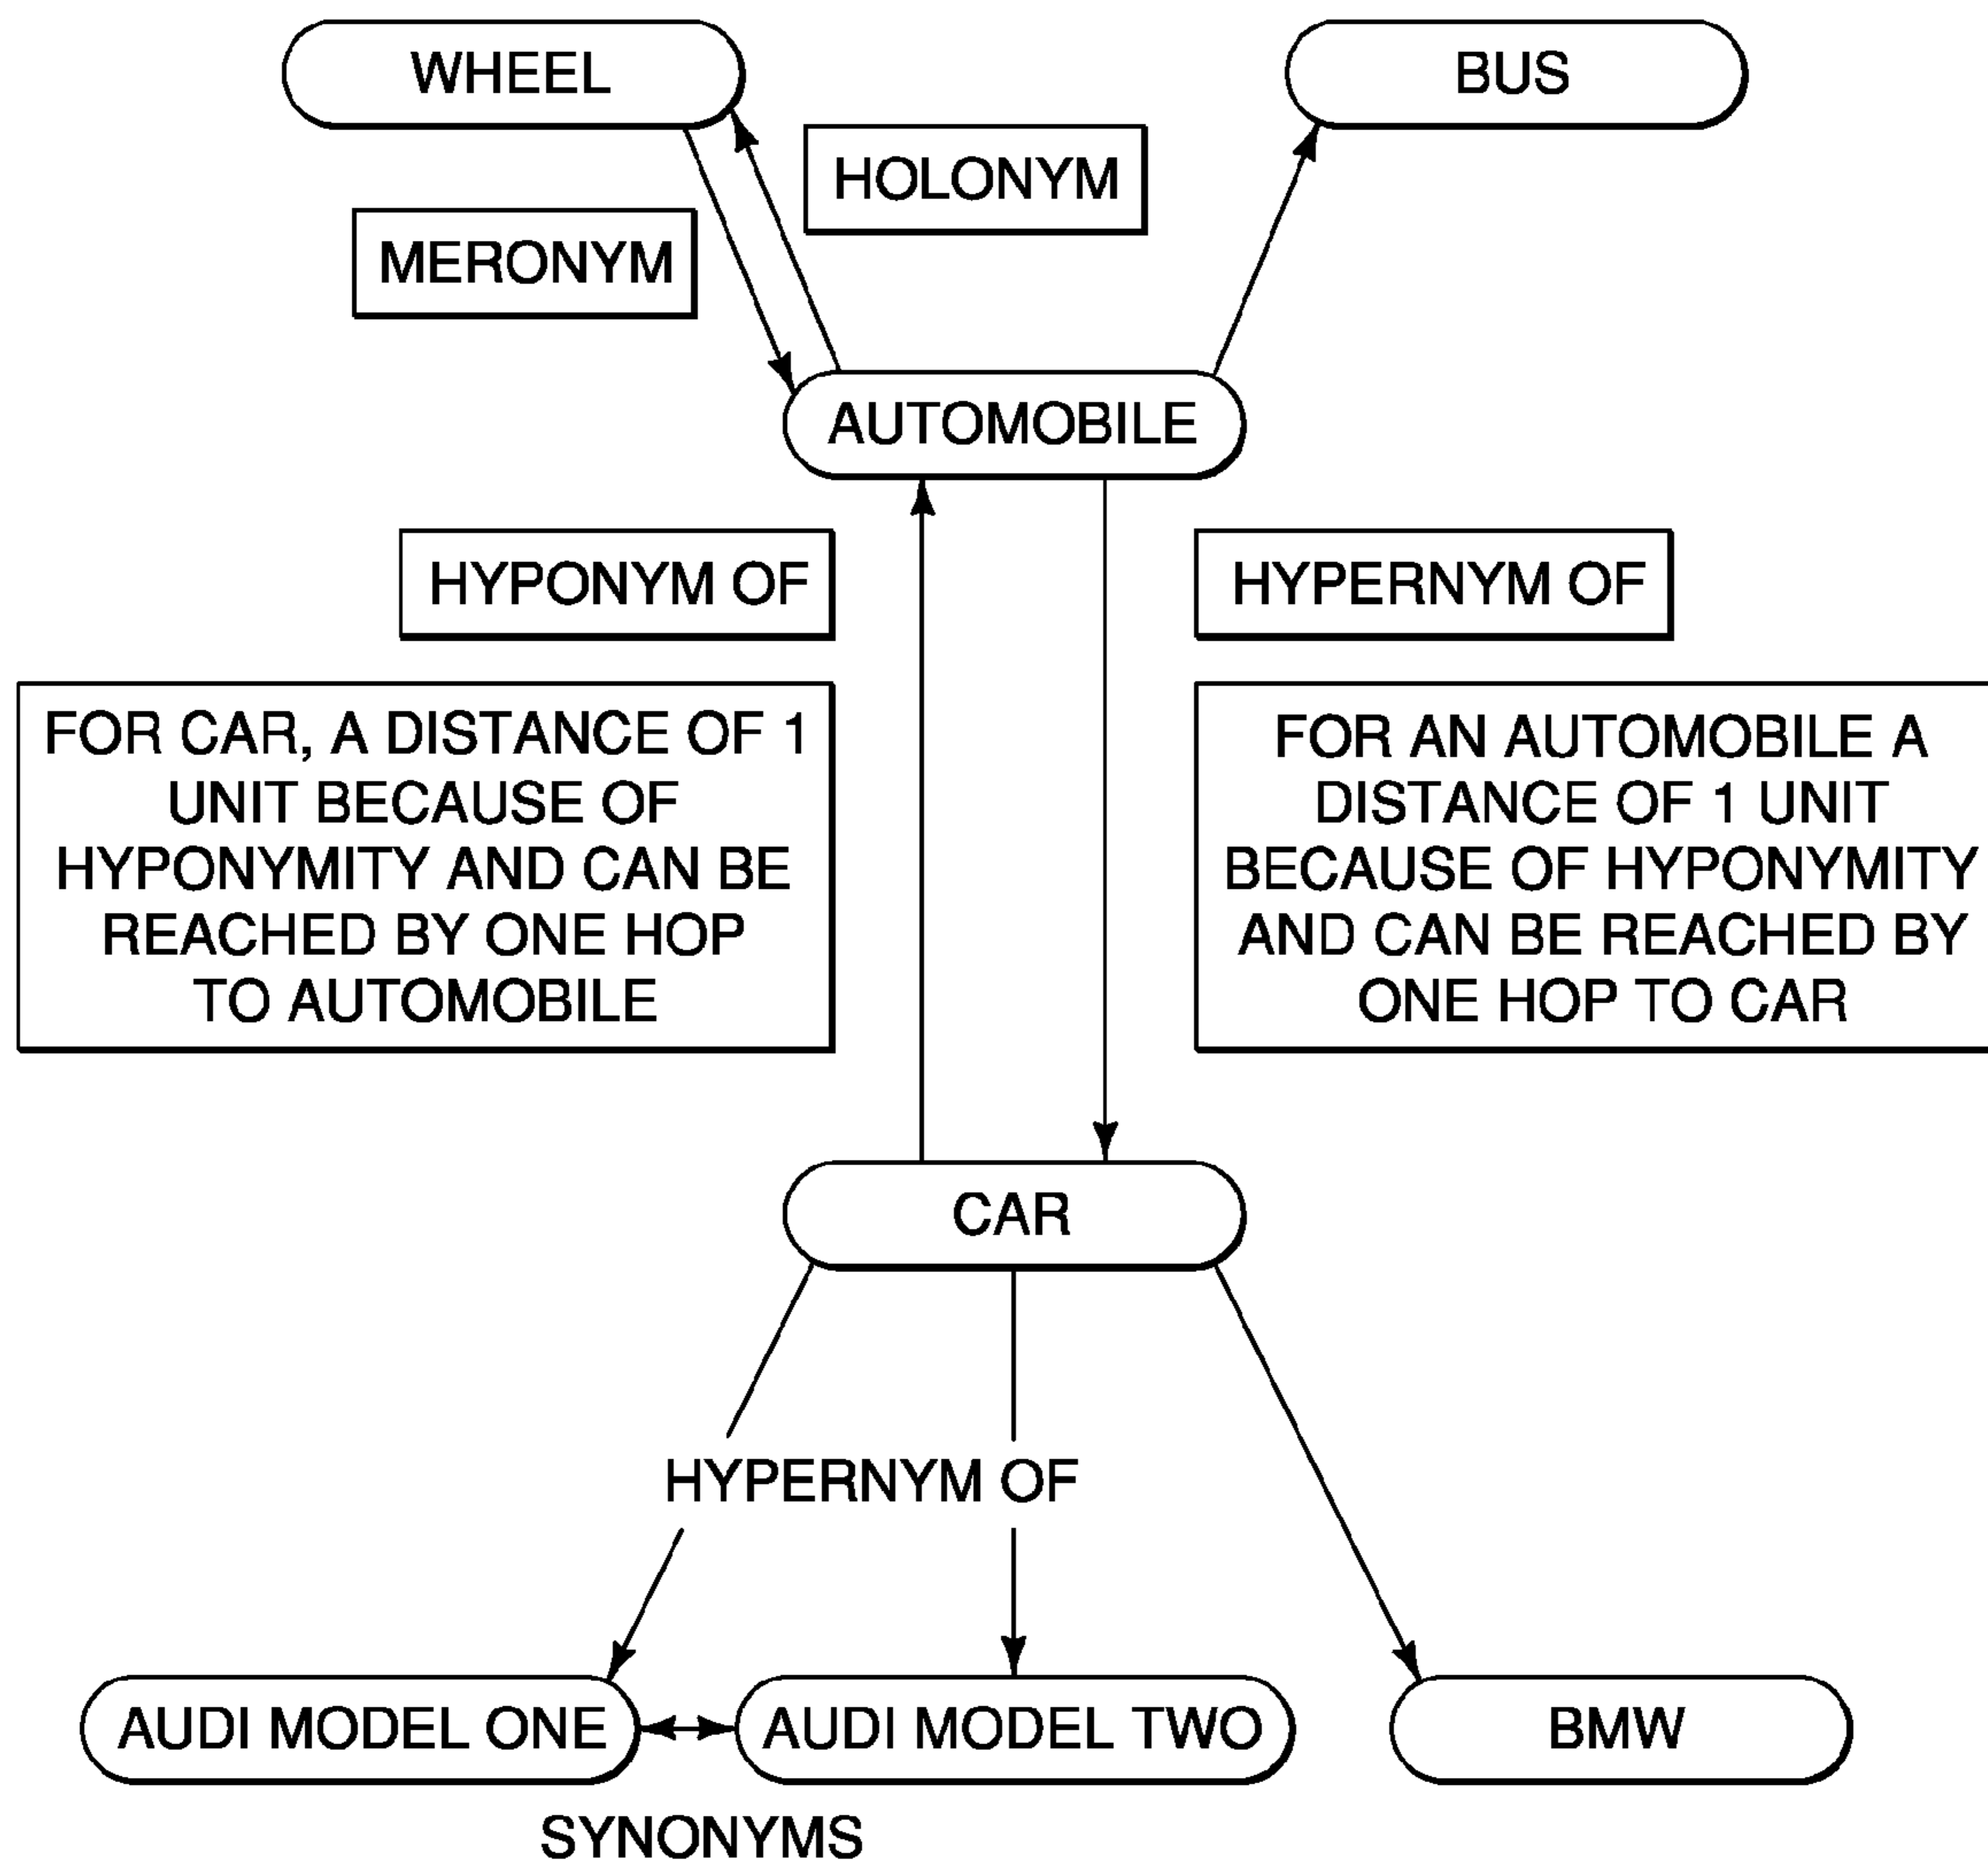 WHEEL
BUS
HOLONYM
MERONYM
AUTOMOBILE
HYPONYM OF
HYPERNYM OF
FOR CAR, A DISTANCE OF 1
UNIT BECAUSE OF
HYPONYMITY AND CAN BE
REACHED BY ONE HOP
TO AUTOMOBILE
FOR AN AUTOMOBILE A
DISTANCE OF 1 UNIT
BECAUSE OF HYPONYMITY
AND CAN BE REACHED BY
ONE HOP TO CAR
CAR
HYPERNYM OF
AUDI MODEL ONE
AUDI MODEL TWO
BMW
SYNONYMS